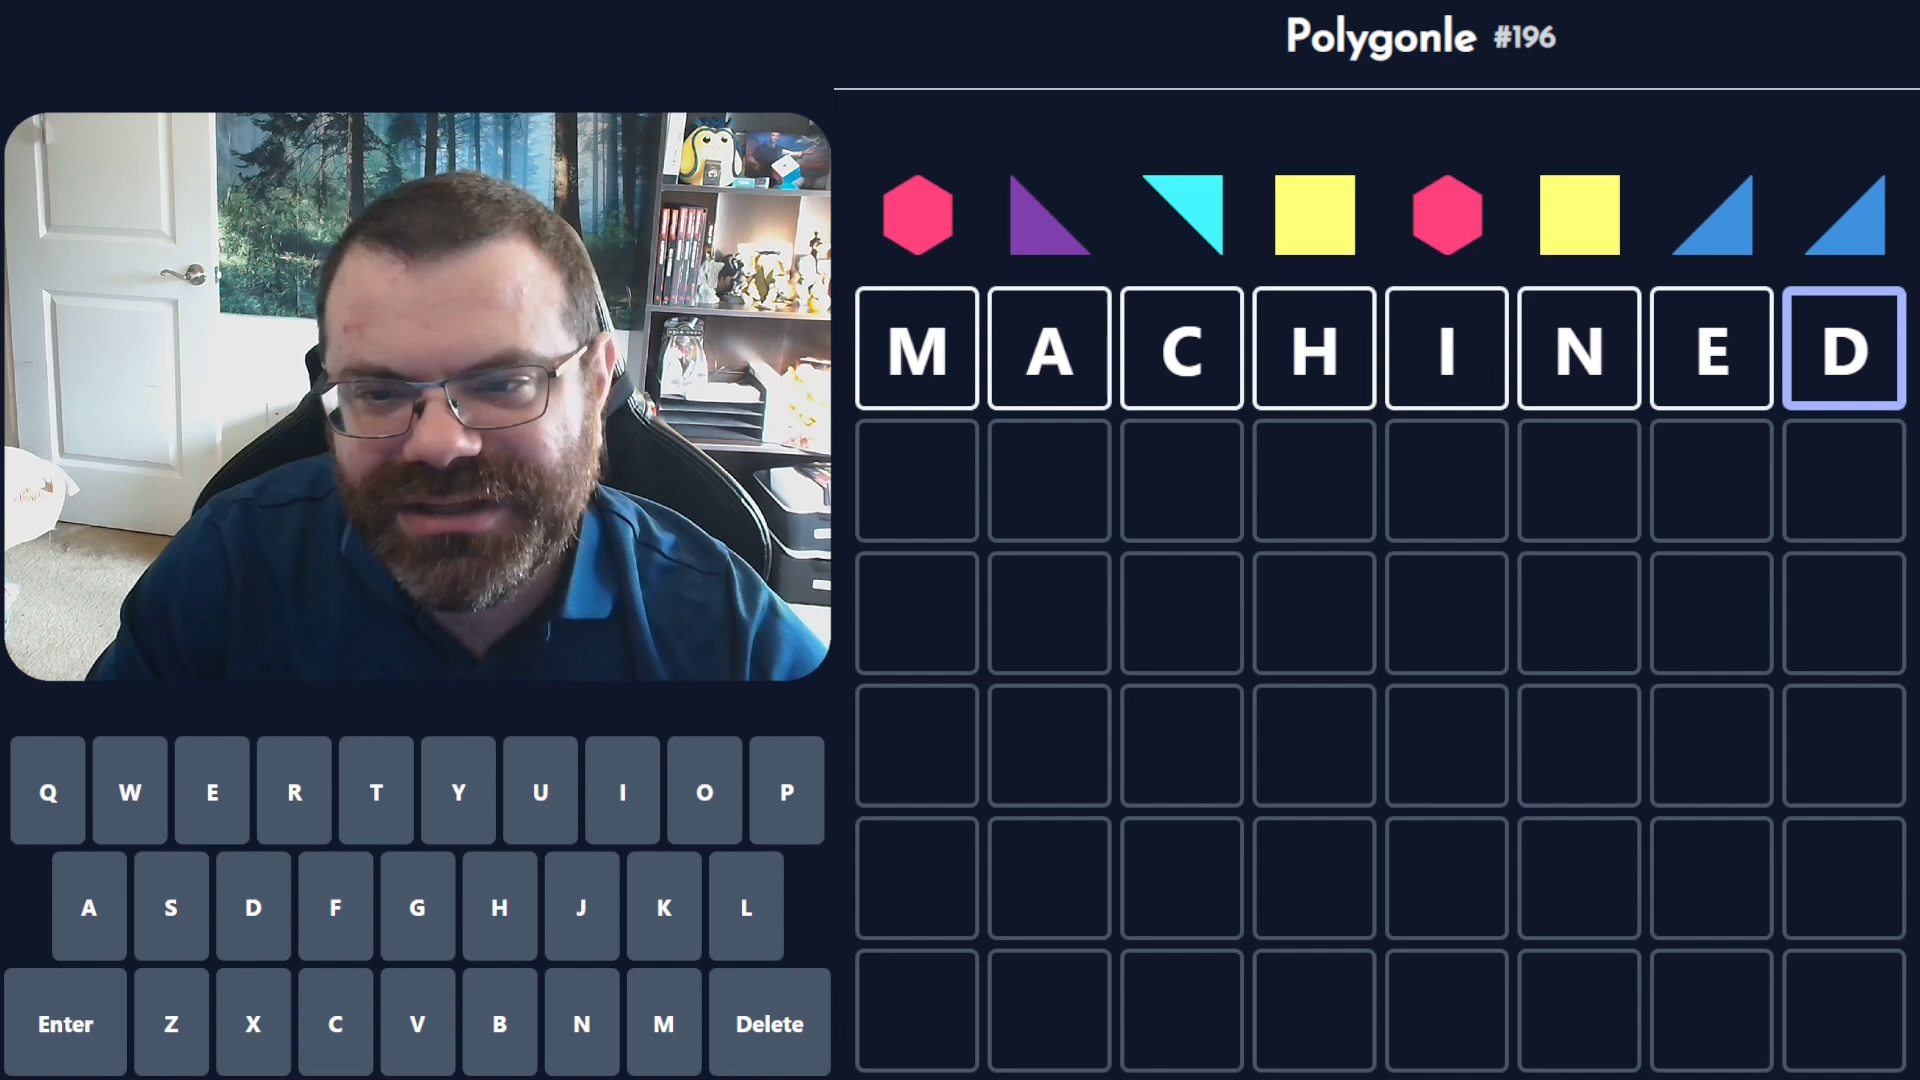 Polygonle #196
M A C H I N E D
Q W E R T Y U I O P
A S D F G H J K L
Enter Z X C V B N M Delete